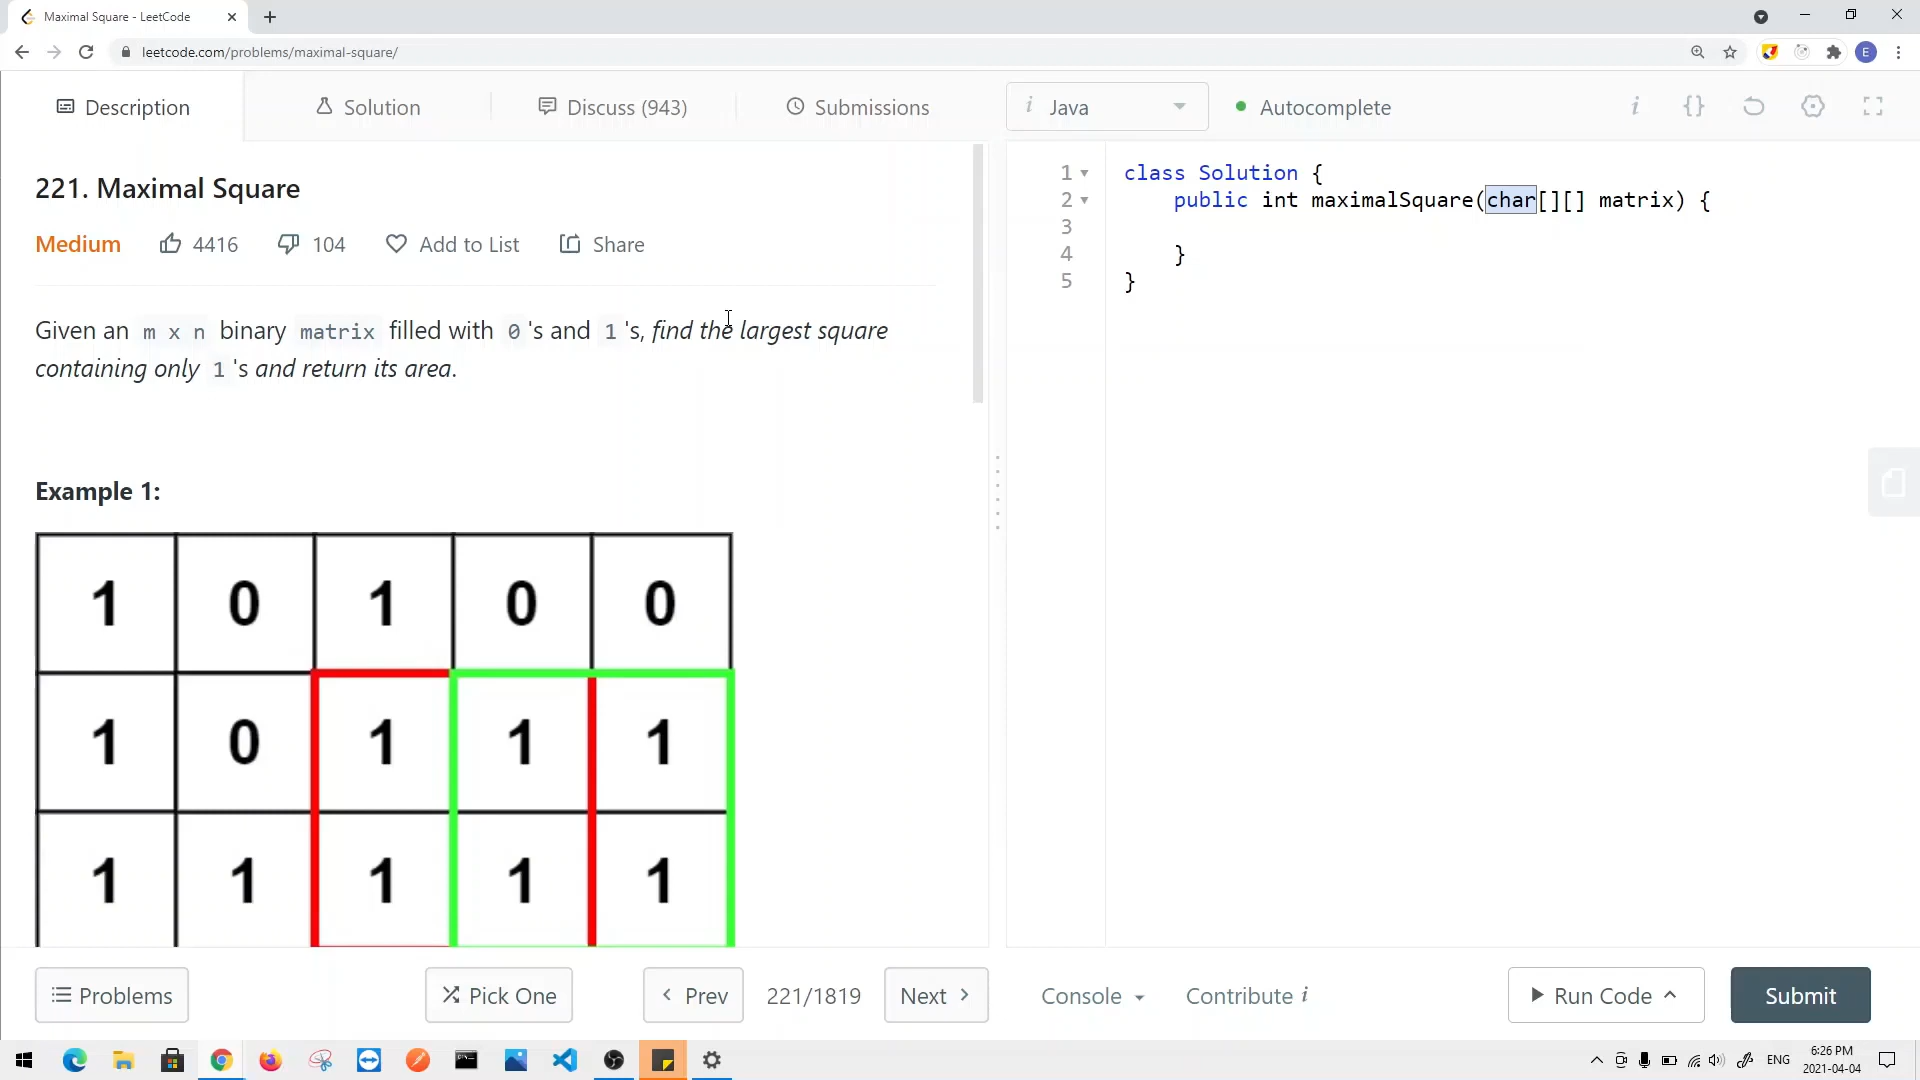 Maximal Square - LeetCode
leetcode.com/problems/maximal-square/
E
Description
Solution
Discuss (943)
Submissions
i Java
Autocomplete
i
{}
221. Maximal Square
Medium
4416
104
Add to List
Share
Given an m x n binary matrix filled with 0 's and 1 's, find the largest square
containing only 1 's and return its area.
Example 1:
1 0 1 0 0
1 0 1 1 1
1 1 1 1 1
1 class Solution {
2 public int maximalSquare(char[][] matrix) {
3
4 }
5 }
Problems
Pick One
Prev
221/1819
Next
Console
Contribute i
Run Code
Submit
ENG
6:26 PM
2021-04-04